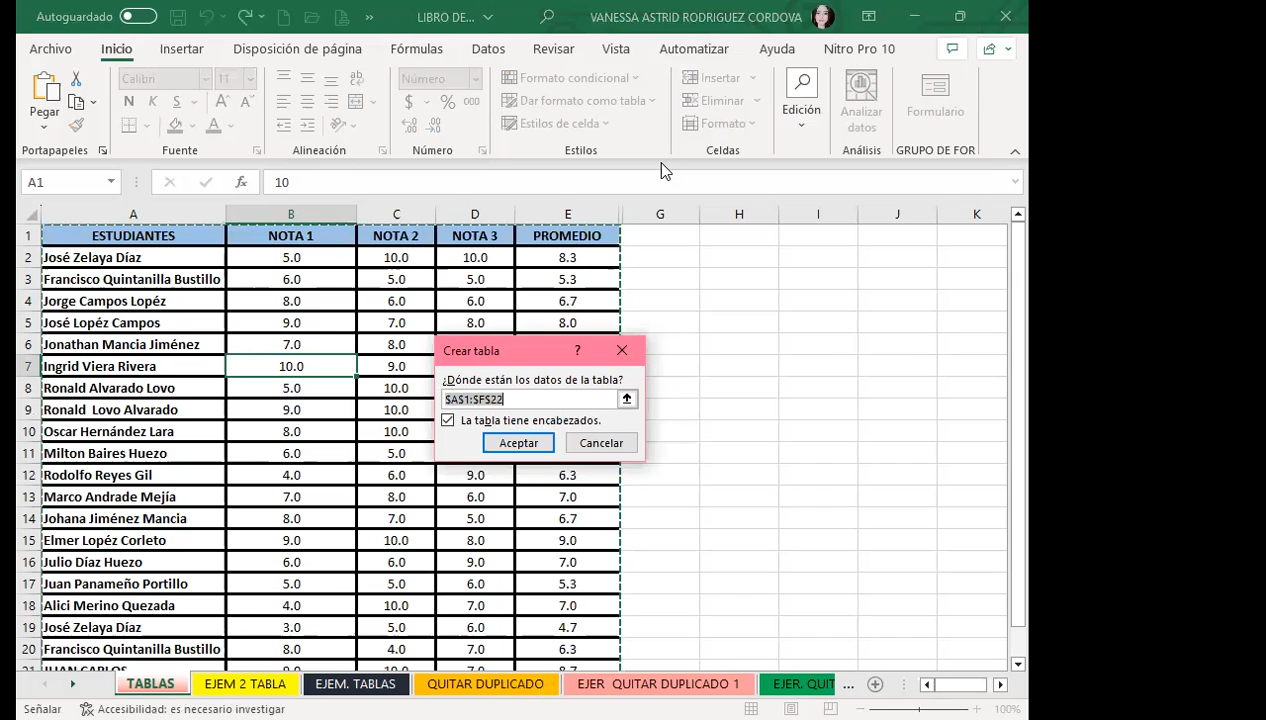 Autoguardado LIBRO DE... VANESSA ASTRID RODRIGUEZ CORDOVA
Archivo Inicio Insertar Disposición de página Fórmulas Datos Revisar Vista Automatizar Ayuda Nitro Pro 10
Pegar Calibri 11 Número Formato condicional Insertar Edición Analizar datos Formulario
N K S Dar formato como tabla Eliminar
$ % 000 Estilos de celda Formato
Portapapeles Fuente Alineación Número Estilos Celdas Análisis GRUPO DE FOR
A1 fx 10
A B C D E G H I J K
1 ESTUDIANTES NOTA 1 NOTA 2 NOTA 3 PROMEDIO
2 José Zelaya Díaz 5.0 10.0 10.0 8.3
3 Francisco Quintanilla Bustillo 6.0 5.0 5.0 5.3
4 Jorge Campos Lopéz 8.0 6.0 6.0 6.7
5 José Lopéz Campos 9.0 7.0 8.0 8.0
6 Jonathan Mancia Jiménez 7.0 8.0
7 Ingrid Viera Rivera 10.0 9.0
8 Ronald Alvarado Lovo 5.0 10.0
9 Ronald  Lovo Alvarado 9.0 10.0
10 Oscar Hernández Lara 8.0 10.0
11 Milton Baires Huezo 6.0 5.0
12 Rodolfo Reyes Gil 4.0 6.0 9.0 6.3
13 Marco Andrade Mejía 7.0 8.0 6.0 7.0
14 Johana Jiménez Mancia 8.0 7.0 5.0 6.7
15 Elmer Lopéz Corleto 9.0 10.0 8.0 9.0
16 Julio Díaz Huezo 6.0 6.0 9.0 7.0
17 Juan Panameño Portillo 5.0 5.0 6.0 5.3
18 Alici Merino Quezada 4.0 10.0 7.0 7.0
19 José Zelaya Díaz 3.0 5.0 6.0 4.7
20 Francisco Quintanilla Bustillo 8.0 4.0 7.0 6.3
21 JUAN CARLOS 9.0 10.0 7.0 8.7
Crear tabla ?
¿Dónde están los datos de la tabla?
$A$1:$F$22
La tabla tiene encabezados.
Aceptar Cancelar
TABLAS EJEM 2 TABLA EJEM. TABLAS QUITAR DUPLICADO EJER  QUITAR DUPLICADO 1 EJER. QUIT ...
Señalar Accesibilidad: es necesario investigar 100%